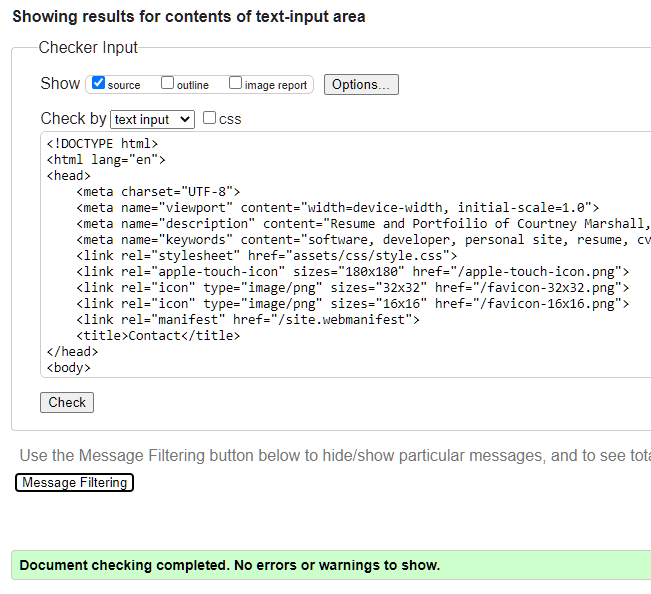 Showing results for contents of text-input area
Checker Input
Show source outline image report Options...
Check by text input css
<!DOCTYPE html>
<html lang="en">
<head>
    <meta charset="UTF-8">
    <meta name="viewport" content="width=device-width, initial-scale=1.0">
    <meta name="description" content="Resume and Portfoilio of Courtney Marshall,
    <meta name="keywords" content="software, developer, personal site, resume, cv
    <link rel="stylesheet" href="assets/css/style.css">
    <link rel="apple-touch-icon" sizes="180x180" href="/apple-touch-icon.png">
    <link rel="icon" type="image/png" sizes="32x32" href="/favicon-32x32.png">
    <link rel="icon" type="image/png" sizes="16x16" href="/favicon-16x16.png">
    <link rel="manifest" href="/site.webmanifest">
    <title>Contact</title>
</head>
<body>
Check
Use the Message Filtering button below to hide/show particular messages, and to see tota
Message Filtering
Document checking completed. No errors or warnings to show.